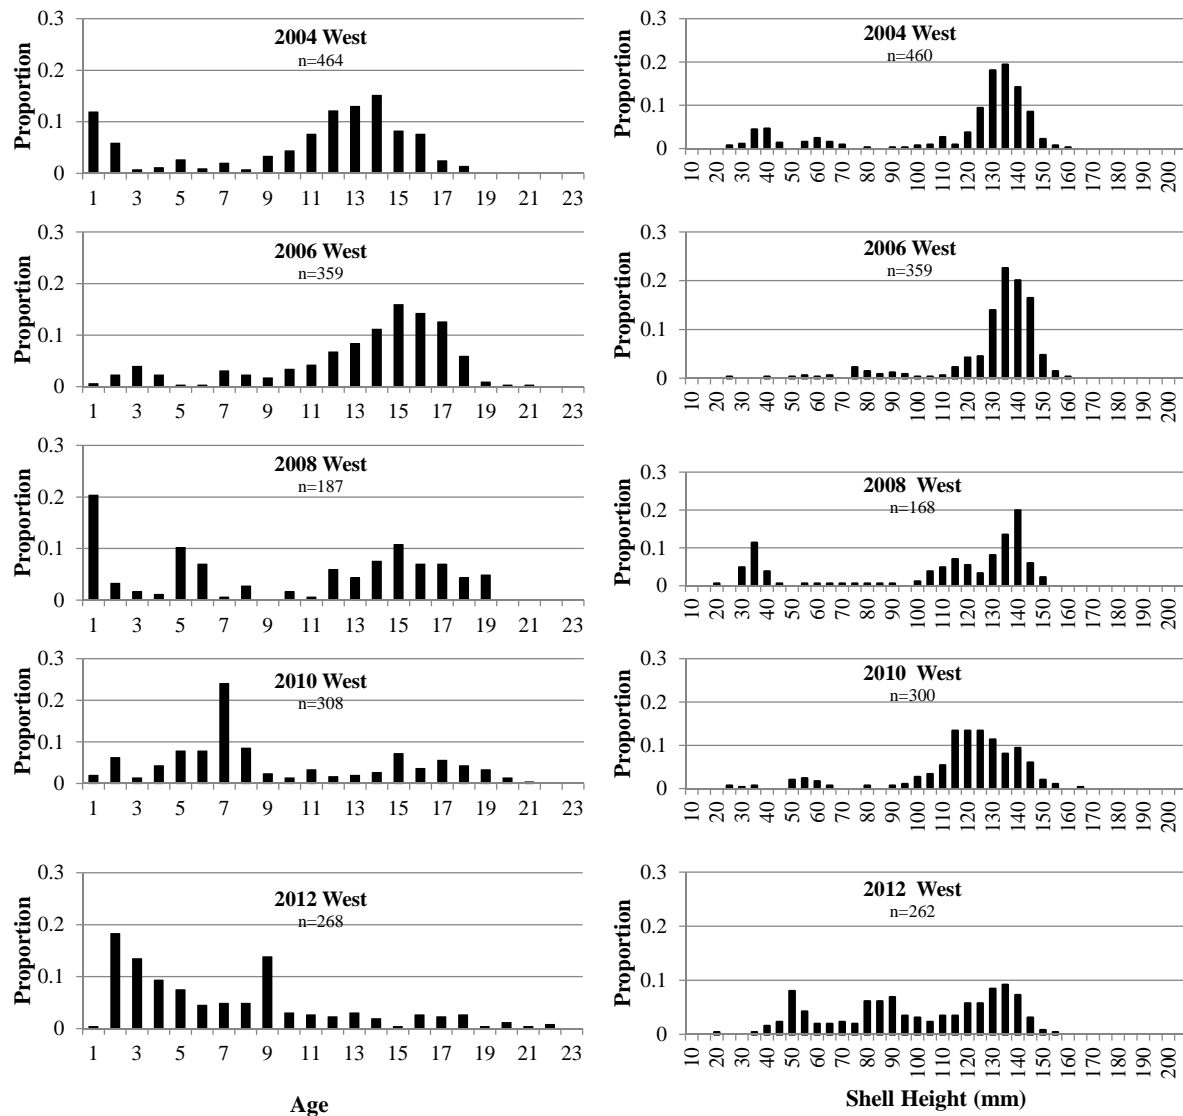 2004 West
n=464
Proportion
0.3
0.2
0.1
0
1 3 5 7 9 11 13 15 17 19 21 23
2004 West
n=460
Proportion
0.3
0.2
0.1
0
10 20 30 40 50 60 70 80 90 100 110 120 130 140 150 160 170 180 190 200
2006 West
n=359
Proportion
0.3
0.2
0.1
0
1 3 5 7 9 11 13 15 17 19 21 23
2006 West
n=359
Proportion
0.3
0.2
0.1
0
10 20 30 40 50 60 70 80 90 100 110 120 130 140 150 160 170 180 190 200
2008 West
n=187
Proportion
0.3
0.2
0.1
0
1 3 5 7 9 11 13 15 17 19 21 23
2008 West
n=168
Proportion
0.3
0.2
0.1
0
10 20 30 40 50 60 70 80 90 100 110 120 130 140 150 160 170 180 190 200
2010 West
n=308
Proportion
0.3
0.2
0.1
0
1 3 5 7 9 11 13 15 17 19 21 23
2010 West
n=300
Proportion
0.3
0.2
0.1
0
10 20 30 40 50 60 70 80 90 100 110 120 130 140 150 160 170 180 190 200
2012 West
n=268
Proportion
0.3
0.2
0.1
0
1 3 5 7 9 11 13 15 17 19 21 23
Age
2012 West
n=262
Proportion
0.3
0.2
0.1
0
10 20 30 40 50 60 70 80 90 100 110 120 130 140 150 160 170 180 190 200
Shell Height (mm)